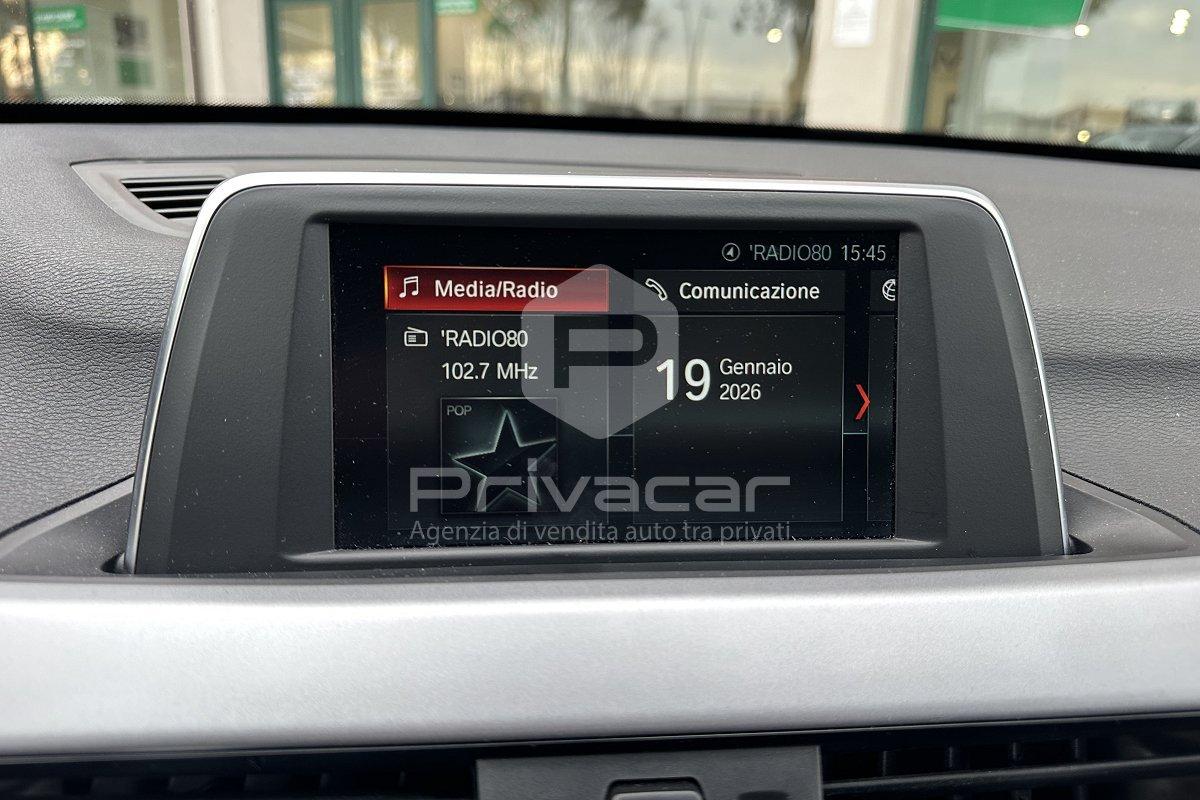 'RADIO80 15:45
Media/Radio
Comunicazione
'RADIO80
102.7 MHz
POP
19 Gennaio
2026
P
Privacar
Agenzia di vendita auto tra privati